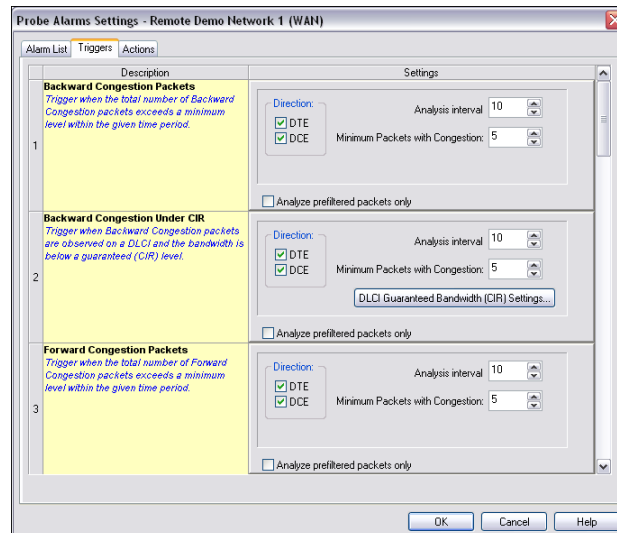 Probe Alarms Settings - Remote Demo Network 1 (WAN)
Alarm List Triggers Actions
Description Settings
1
Backward Congestion Packets
Trigger when the total number of Backward
Congestion packets exceeds a minimum
level within the given time period.
Direction:
DTE
DCE
Analysis interval 10
Minimum Packets with Congestion: 5
Analyze prefiltered packets only
2
Backward Congestion Under CIR
Trigger when Backward Congestion packets
are observed on a DLCI and the bandwidth is
below a guaranteed (CIR) level.
Direction:
DTE
DCE
Analysis interval 10
Minimum Packets with Congestion: 5
DLCI Guaranteed Bandwidth (CIR) Settings...
Analyze prefiltered packets only
3
Forward Congestion Packets
Trigger when the total number of Forward
Congestion packets exceeds a minimum
level within the given time period.
Direction:
DTE
DCE
Analysis interval 10
Minimum Packets with Congestion: 5
Analyze prefiltered packets only
OK Cancel Help